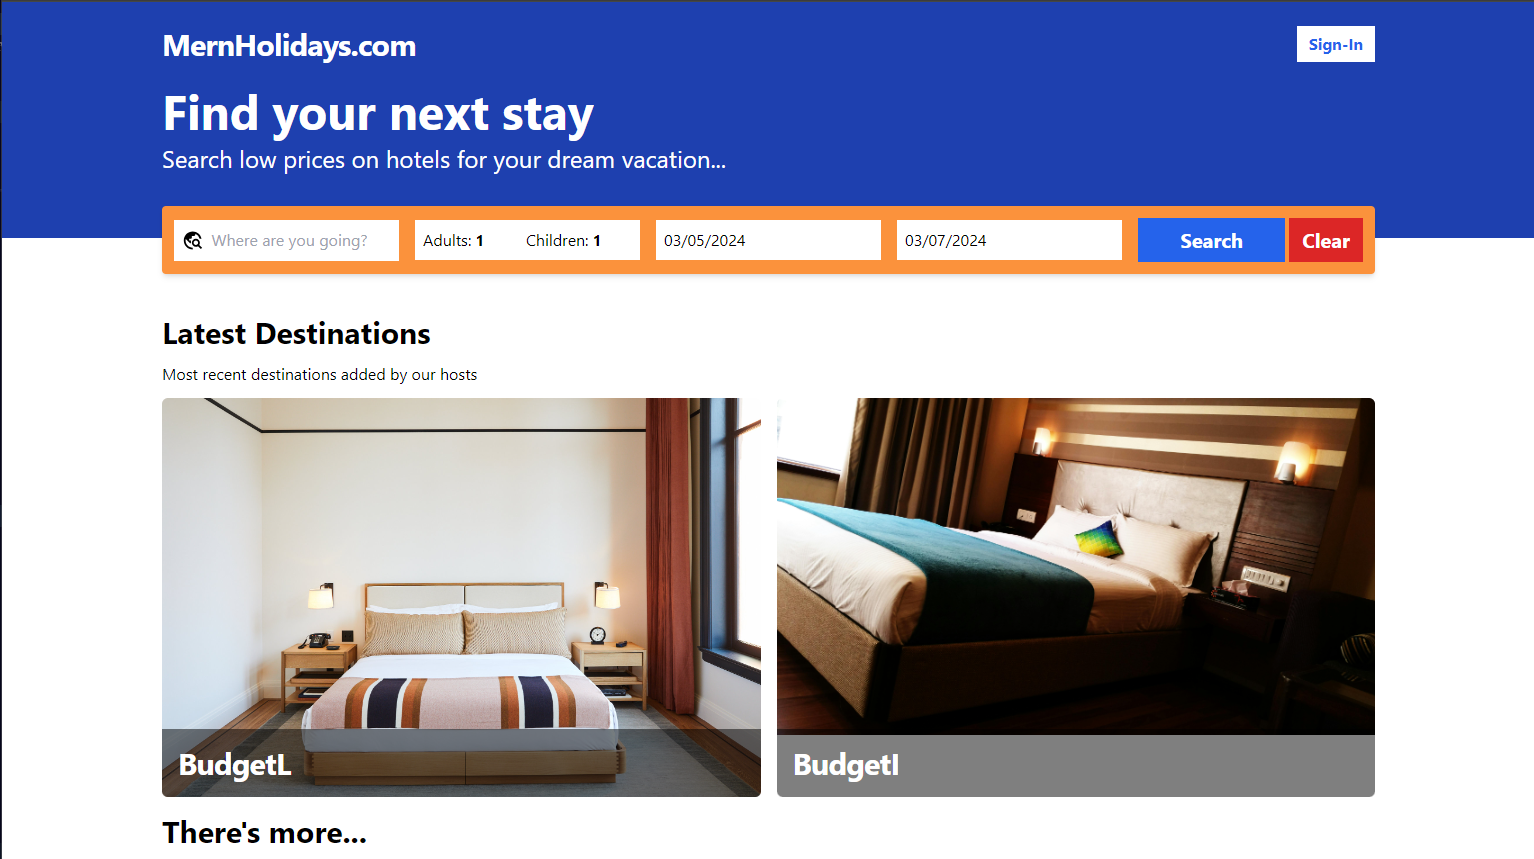 MernHolidays.com
Sign-In
Find your next stay
Search low prices on hotels for your dream vacation...
Where are you going?
Adults: 1 Children: 1
03/05/2024
03/07/2024
Search
Clear
Latest Destinations
Most recent destinations added by our hosts
BudgetL
BudgetI
There's more...